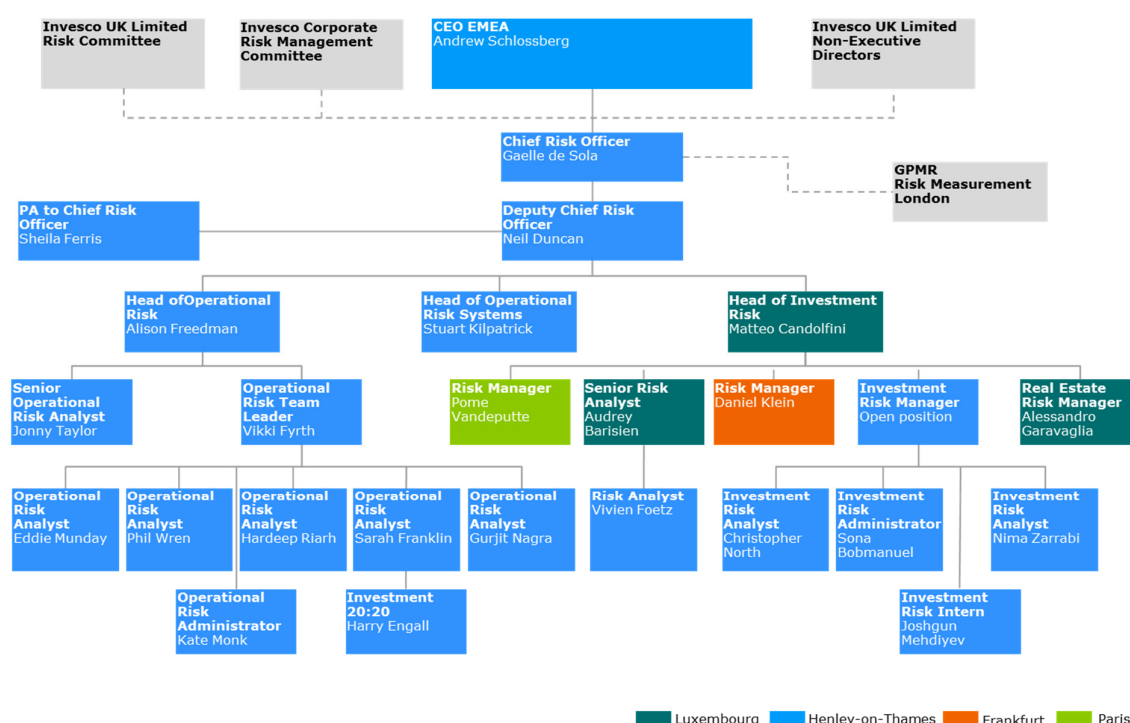 Invesco UK Limited
Risk Committee
Invesco Corporate
Risk Management
Committee
CEO EMEA
Andrew Schlossberg
Invesco UK Limited
Non-Executive
Directors
Chief Risk Officer
Gaelle de Sola
GPMR
Risk Measurement
London
PA to Chief Risk
Officer
Sheila Ferris
Deputy Chief Risk
Officer
Neil Duncan
Head ofOperational
Risk
Alison Freedman
Head of Operational
Risk Systems
Stuart Kilpatrick
Head of Investment
Risk
Matteo Candolfini
Senior
Operational
Risk Analyst
Jonny Taylor
Operational
Risk Team
Leader
Vikki Fyrth
Risk Manager
Pome
Vandeputte
Senior Risk
Analyst
Audrey
Barisien
Risk Manager
Daniel Klein
Investment
Risk Manager
Open position
Real Estate
Risk Manager
Alessandro
Garavaglia
Operational
Risk
Analyst
Eddie Munday
Operational
Risk
Analyst
Phil Wren
Operational
Risk
Analyst
Hardeep Riarh
Operational
Risk
Analyst
Sarah Franklin
Operational
Risk
Analyst
Gurjit Nagra
Risk Analyst
Vivien Foetz
Investment
Risk
Analyst
Christopher
North
Investment
Risk
Administrator
Sona
Bobmanuel
Investment
Risk
Analyst
Nima Zarrabi
Operational
Risk
Administrator
Kate Monk
Investment
20:20
Harry Engall
Investment
Risk Intern
Joshgun
Mehdiyev
Luxembourg
Henley-on-Thames
Frankfurt
Paris